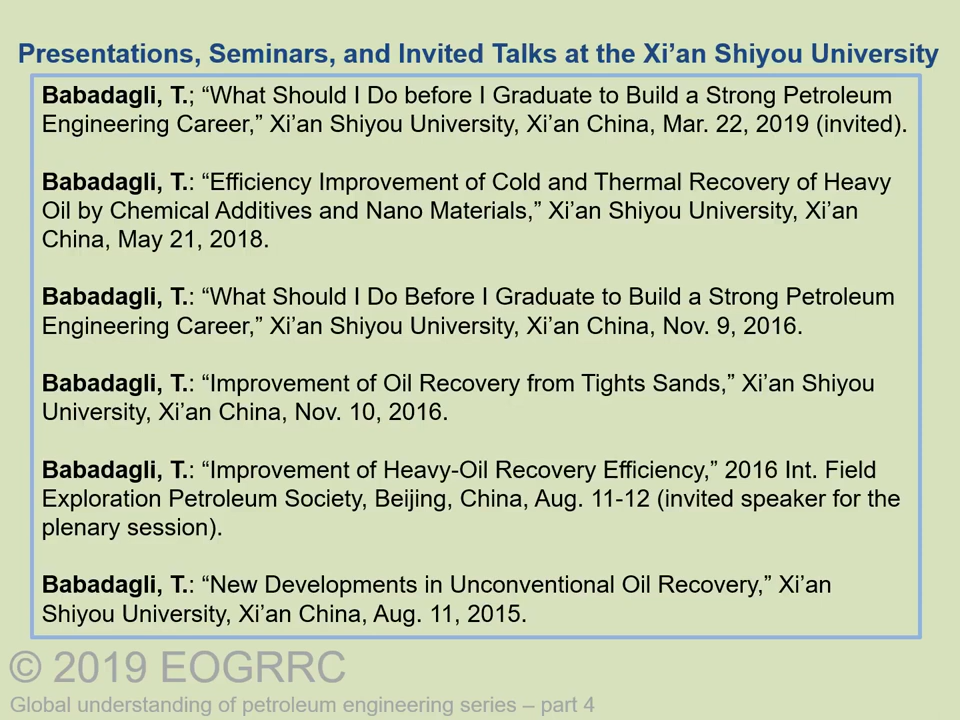 Presentations, Seminars, and Invited Talks at the Xi’an Shiyou University
Babadagli, T.; “What Should I Do before I Graduate to Build a Strong Petroleum
Engineering Career,” Xi’an Shiyou University, Xi’an China, Mar. 22, 2019 (invited).
Babadagli, T.: “Efficiency Improvement of Cold and Thermal Recovery of Heavy
Oil by Chemical Additives and Nano Materials,” Xi’an Shiyou University, Xi’an
China, May 21, 2018.
Babadagli, T.: “What Should I Do Before I Graduate to Build a Strong Petroleum
Engineering Career,” Xi’an Shiyou University, Xi’an China, Nov. 9, 2016.
Babadagli, T.: “Improvement of Oil Recovery from Tights Sands,” Xi’an Shiyou
University, Xi’an China, Nov. 10, 2016.
Babadagli, T.: “Improvement of Heavy-Oil Recovery Efficiency,” 2016 Int. Field
Exploration Petroleum Society, Beijing, China, Aug. 11-12 (invited speaker for the
plenary session).
Babadagli, T.: “New Developments in Unconventional Oil Recovery,” Xi’an
Shiyou University, Xi’an China, Aug. 11, 2015.
© 2019 EOGRRC
Global understanding of petroleum engineering series – part 4